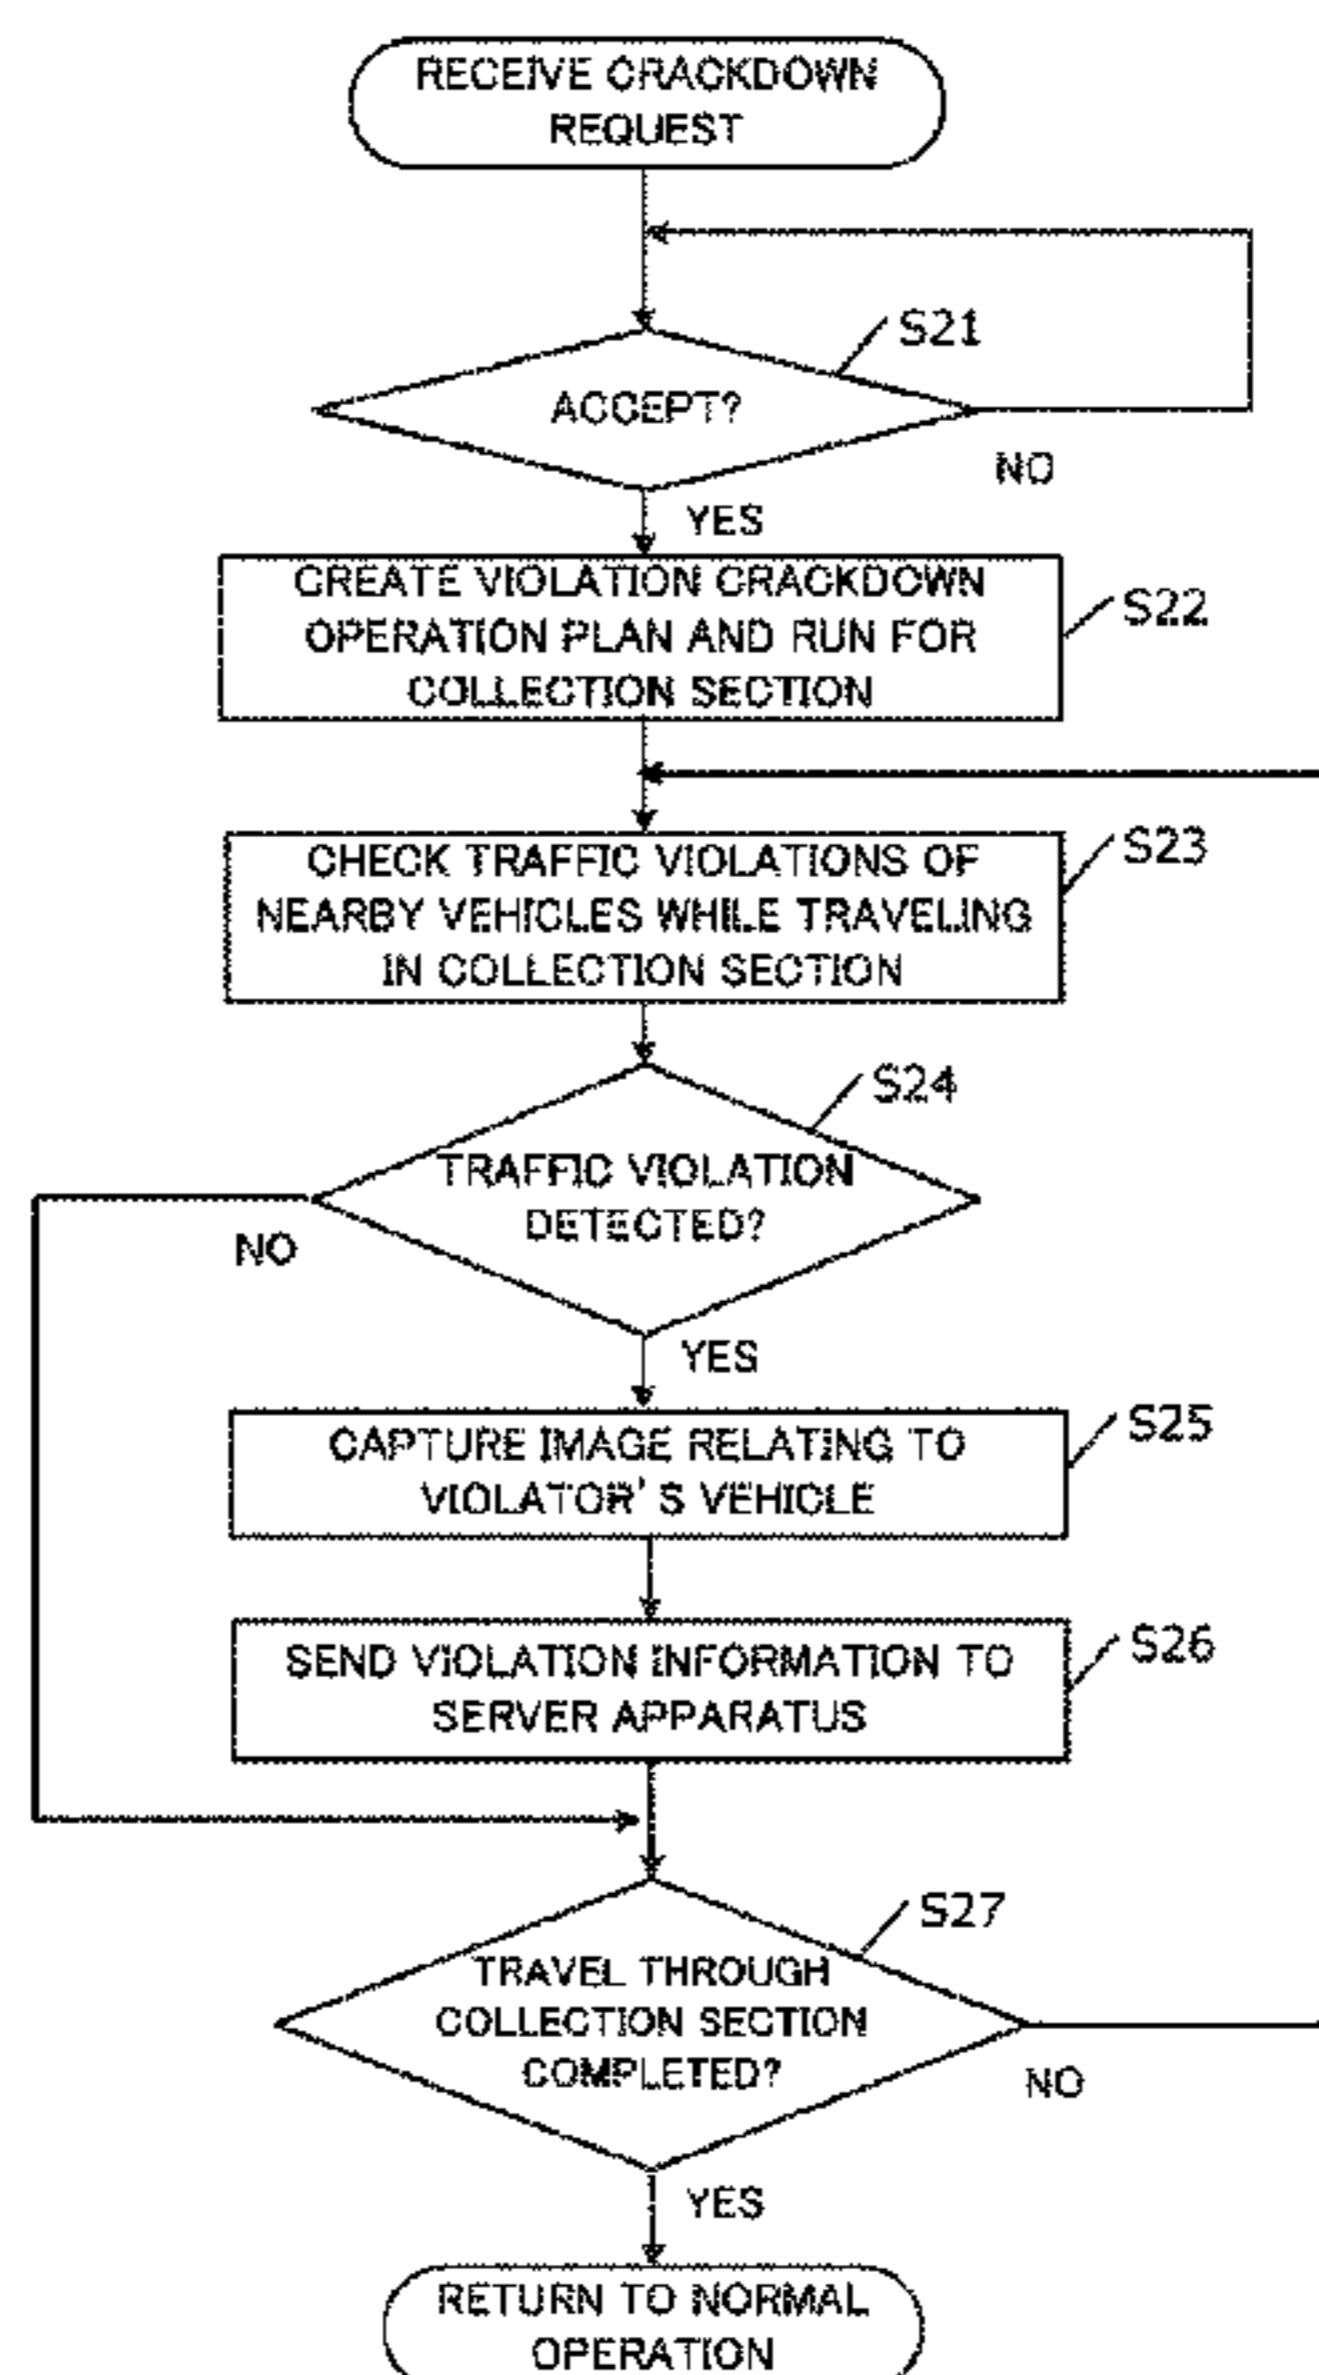 RECEIVE CRACKDOWN
REQUEST
S21
ACCEPT?
NO
YES
CREATE VIOLATION CRACKDOWN
OPERATION PLAN AND RUN FOR
COLLECTION SECTION
S22
CHECK TRAFFIC VIOLATIONS OF
NEARBY VEHICLES WHILE TRAVELING
IN COLLECTION SECTION
S23
S24
TRAFFIC VIOLATION
DETECTED?
NO
YES
CAPTURE IMAGE RELATING TO
VIOLATOR'S VEHICLE
S25
SEND VIOLATION INFORMATION TO
SERVER APPARATUS
S26
S27
TRAVEL THROUGH
COLLECTION SECTION
COMPLETED?
NO
YES
RETURN TO NORMAL
OPERATION